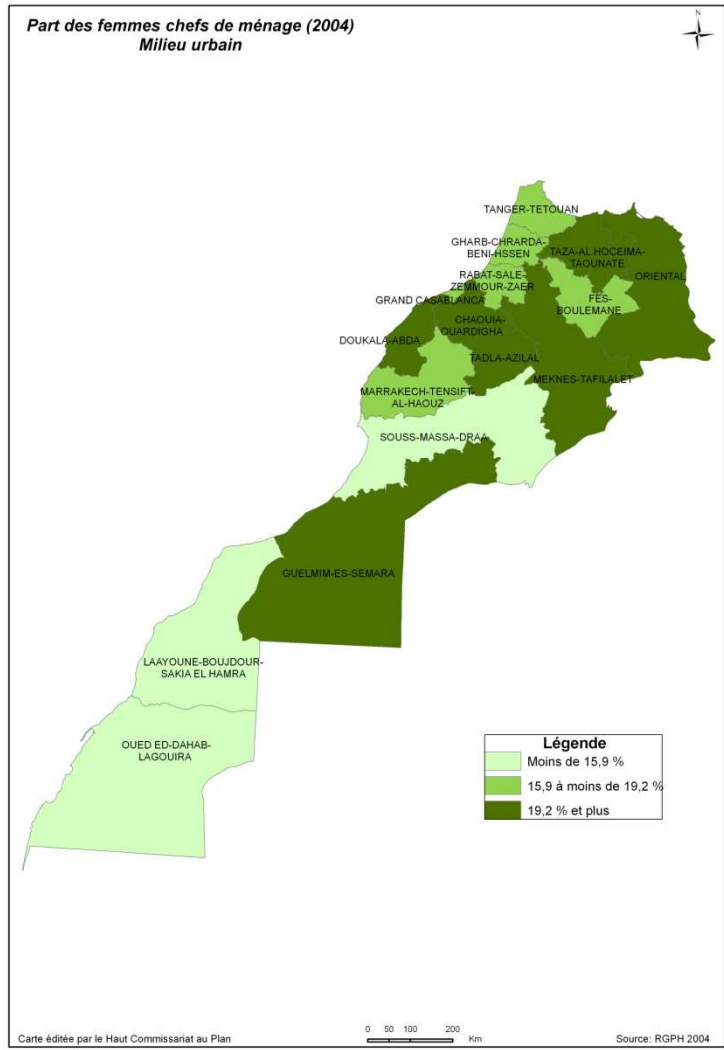 Part des femmes chefs de ménage (2004)
Milieu urbain
N
TANGER-TETOUAN
GHARB-CHRARDA-
BENI-HSSEN
TAZA-AL HOCEIMA-
TAOUNATE
RABAT-SALE-
ZEMMOUR-ZAER
ORIENTAL
GRAND CASABLANCA
FES-
BOULEMANE
CHAOUIA-
OUARDIGHA
DOUKALA-ABDA
TADLA-AZILAL
MEKNES-TAFILALET
MARRAKECH-TENSIFT-
AL-HAOUZ
SOUSS-MASSA-DRAA
GUELMIM-ES-SEMARA
LAAYOUNE-BOUJDOUR-
SAKIA EL HAMRA
OUED ED-DAHAB-
LAGOUIRA
Légende
Moins de 15,9 %
15,9 à moins de 19,2 %
19,2 % et plus
Carte éditée par le Haut Commissariat au Plan
0 50 100 200
Km
Source: RGPH 2004